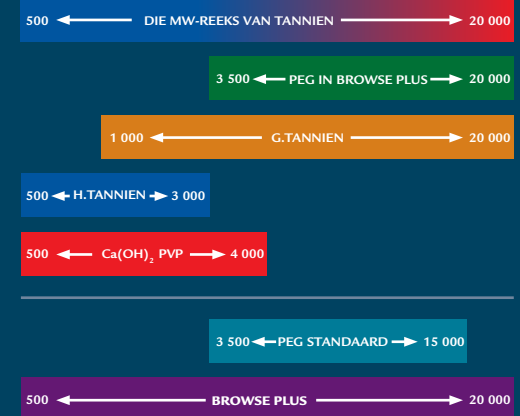 500 DIE MW-REEKS VAN TANNIEN 20 000
3 500 PEG IN BROWSE PLUS 20 000
1 000 G.TANNIEN 20 000
500 H.TANNIEN 3 000
500 Ca(OH)₂ PVP 4 000
3 500 PEG STANDAARD 15 000
500 BROWSE PLUS 20 000